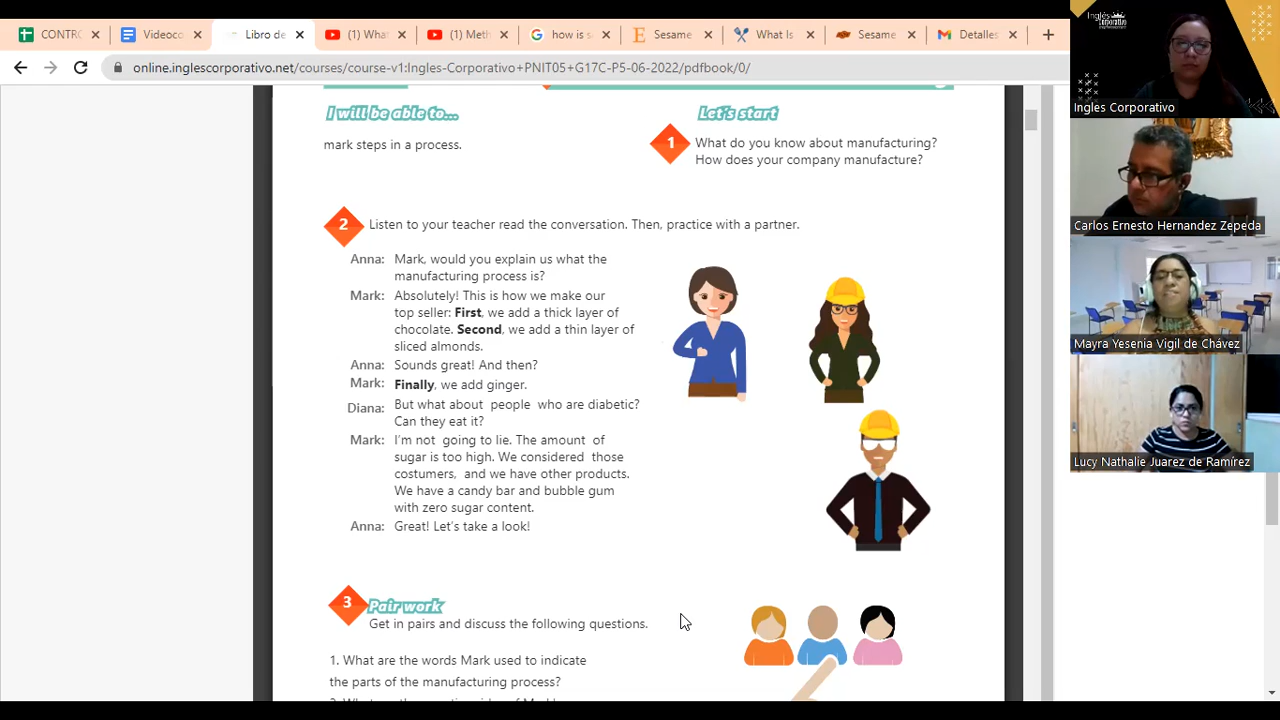 CONTRO
Videoco
Libro de
(1) Wha
(1) Meth
how is s
Sesame
What Is
Sesame
Detalles
online.inglescorporativo.net/courses/course-v1:Ingles-Corporativo+PNIT05+G17C-P5-06-2022/pdfbook/0/
I will be able to...
mark steps in a process.
Let's start
1
What do you know about manufacturing?
How does your company manufacture?
2
Listen to your teacher read the conversation. Then, practice with a partner.
Anna: Mark, would you explain us what the
manufacturing process is?
Mark: Absolutely! This is how we make our
top seller: First, we add a thick layer of
chocolate. Second, we add a thin layer of
sliced almonds.
Anna: Sounds great! And then?
Mark: Finally, we add ginger.
Diana: But what about people who are diabetic?
Can they eat it?
Mark: I'm not going to lie. The amount of
sugar is too high. We considered those
costumers, and we have other products.
We have a candy bar and bubble gum
with zero sugar content.
Anna: Great! Let's take a look!
3
Pair work
Get in pairs and discuss the following questions.
1. What are the words Mark used to indicate
the parts of the manufacturing process?
Inglés
Corporativo
Ingles Corporativo
Carlos Ernesto Hernandez Zepeda
Mayra Yesenia Vigil de Chávez
Lucy Nathalie Juarez de Ramírez